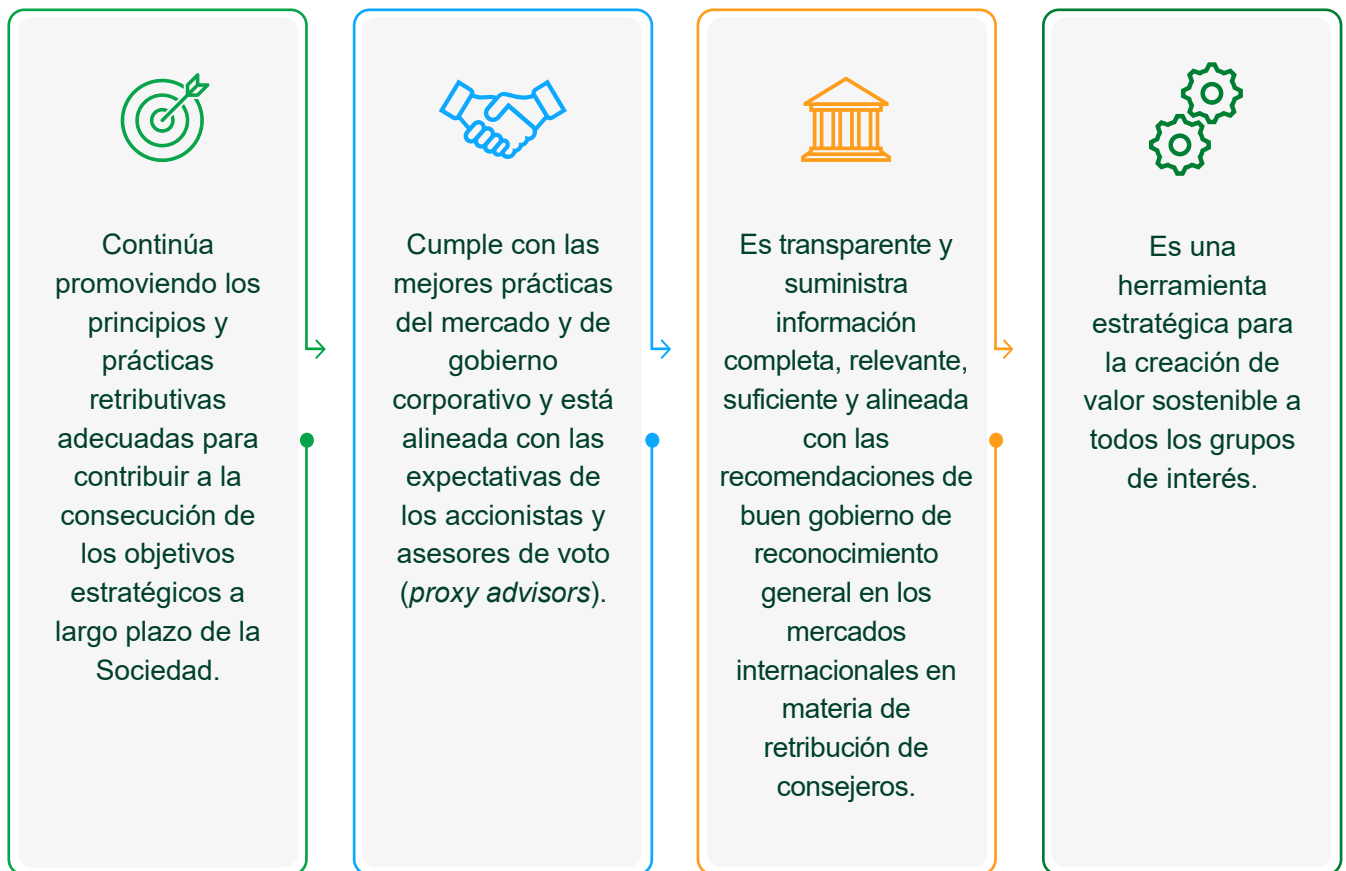 Continúa
promoviendo los
principios y
prácticas
retributivas
adecuadas para
contribuir a la
consecución de
los objetivos
estratégicos a
largo plazo de la
Sociedad.
Cumple con las
mejores prácticas
del mercado y de
gobierno
corporativo y está
alineada con las
expectativas de
los accionistas y
asesores de voto
(proxy advisors).
Es transparente y
suministra
información
completa, relevante,
suficiente y alineada
con las
recomendaciones de
buen gobierno de
reconocimiento
general en los
mercados
internacionales en
materia de
retribución de
consejeros.
Es una
herramienta
estratégica para
la creación de
valor sostenible a
todos los grupos
de interés.